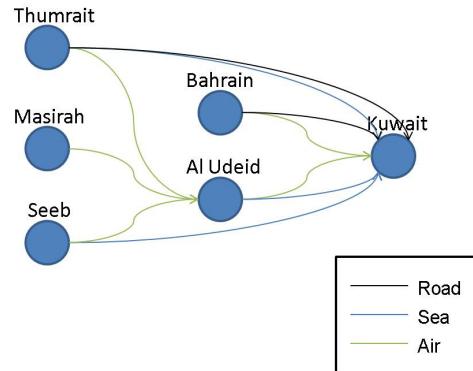 Thumrait
Bahrain
Masirah
Kuwait
Al Udeid
Seeb
Road
Sea
Air